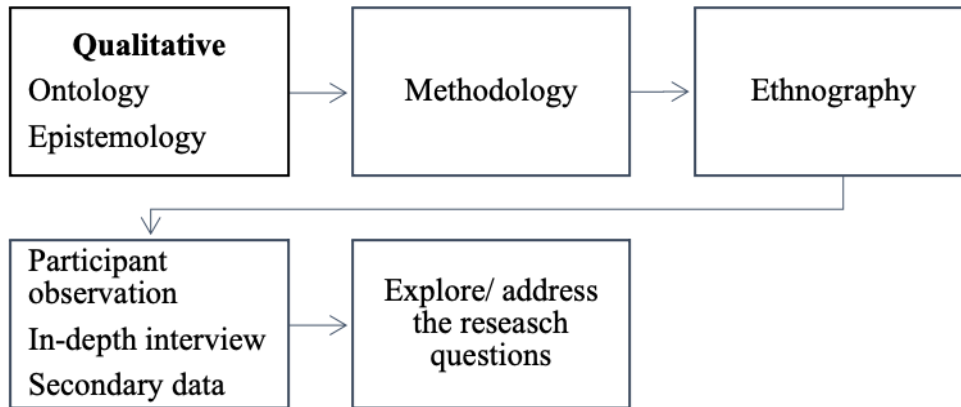 Qualitative
Ontology
Epistemology
Methodology
Ethnography
Participant
observation
In-depth interview
Secondary data
Explore/ address
the reseasch
questions